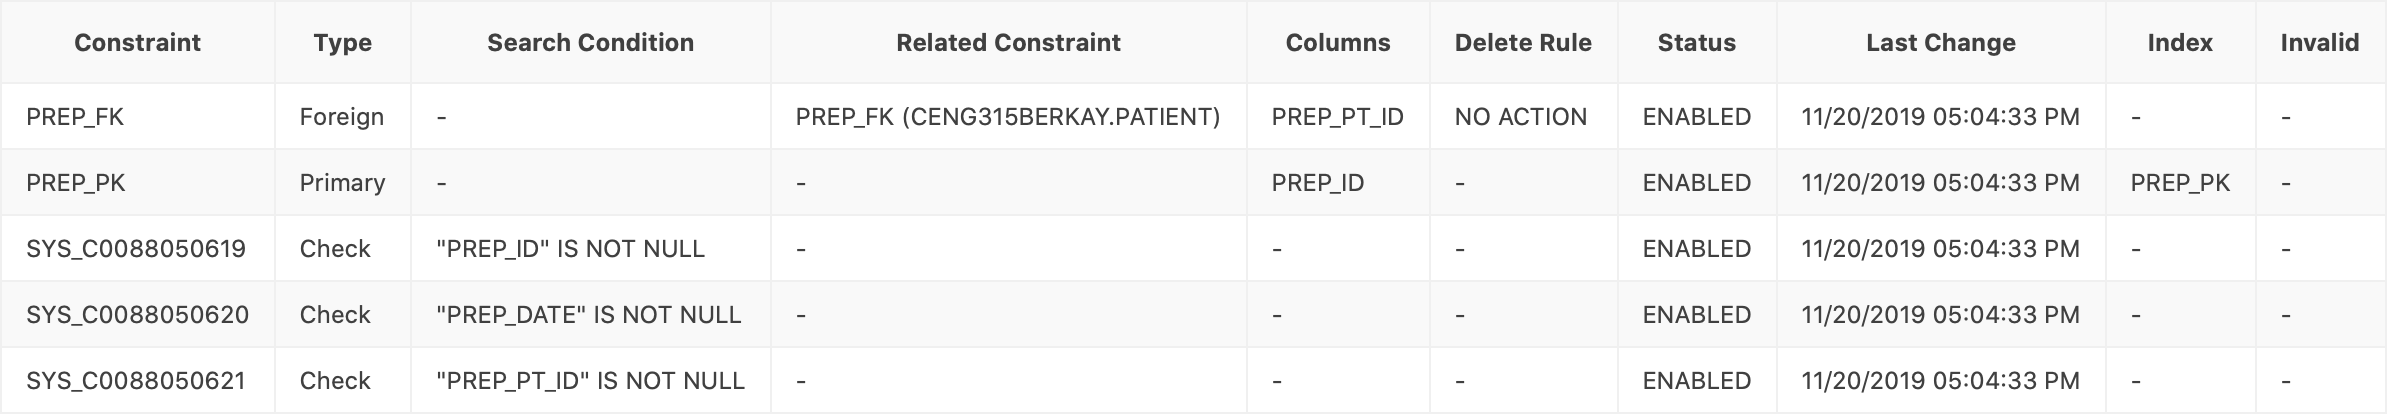 Constraint Type Search Condition Related Constraint Columns Delete Rule Status Last Change Index Invalid
PREP_FK Foreign - PREP_FK (CENG315BERKAY.PATIENT) PREP_PT_ID NO ACTION ENABLED 11/20/2019 05:04:33 PM - -
PREP_PK Primary - - PREP_ID - ENABLED 11/20/2019 05:04:33 PM PREP_PK -
SYS_C0088050619 Check "PREP_ID" IS NOT NULL - - - ENABLED 11/20/2019 05:04:33 PM - -
SYS_C0088050620 Check "PREP_DATE" IS NOT NULL - - - ENABLED 11/20/2019 05:04:33 PM - -
SYS_C0088050621 Check "PREP_PT_ID" IS NOT NULL - - - ENABLED 11/20/2019 05:04:33 PM - -